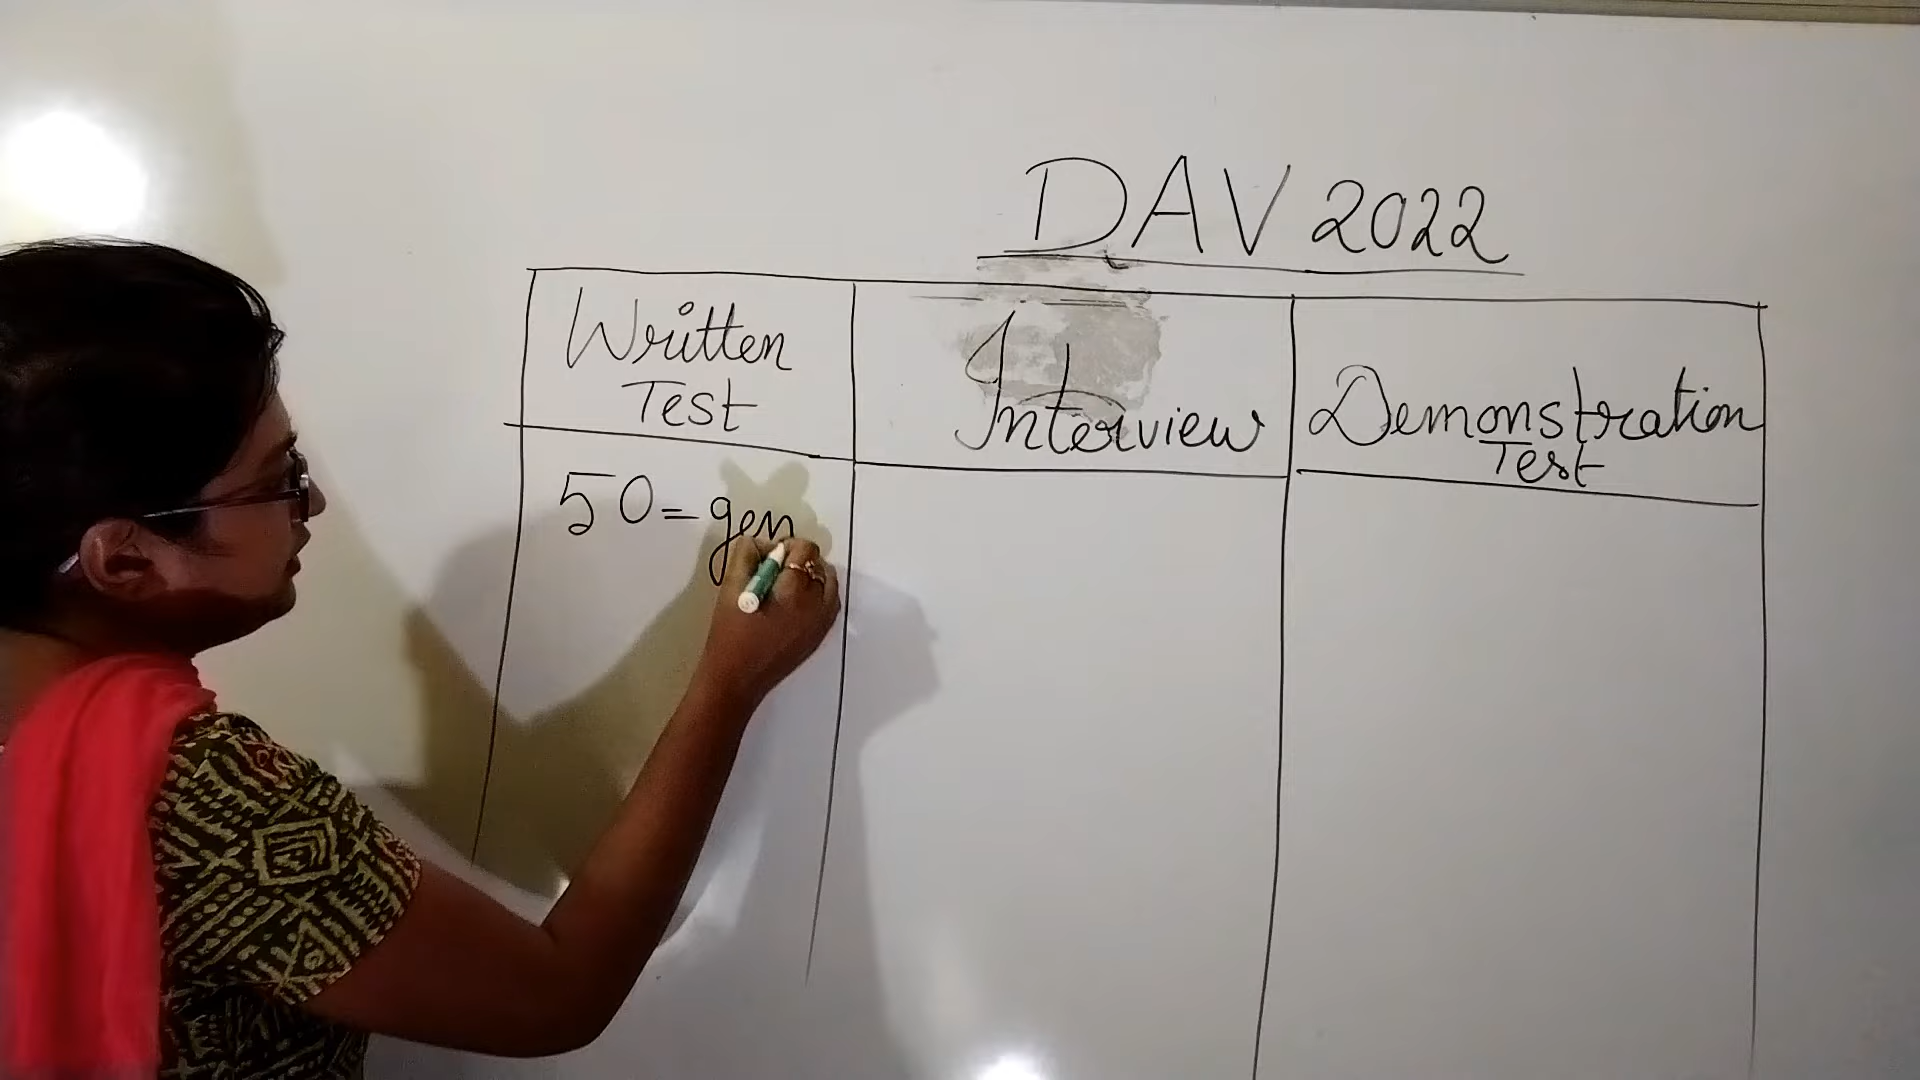 DAV 2022
Written
Test
Interview
Demonstration
Test
50 = gen